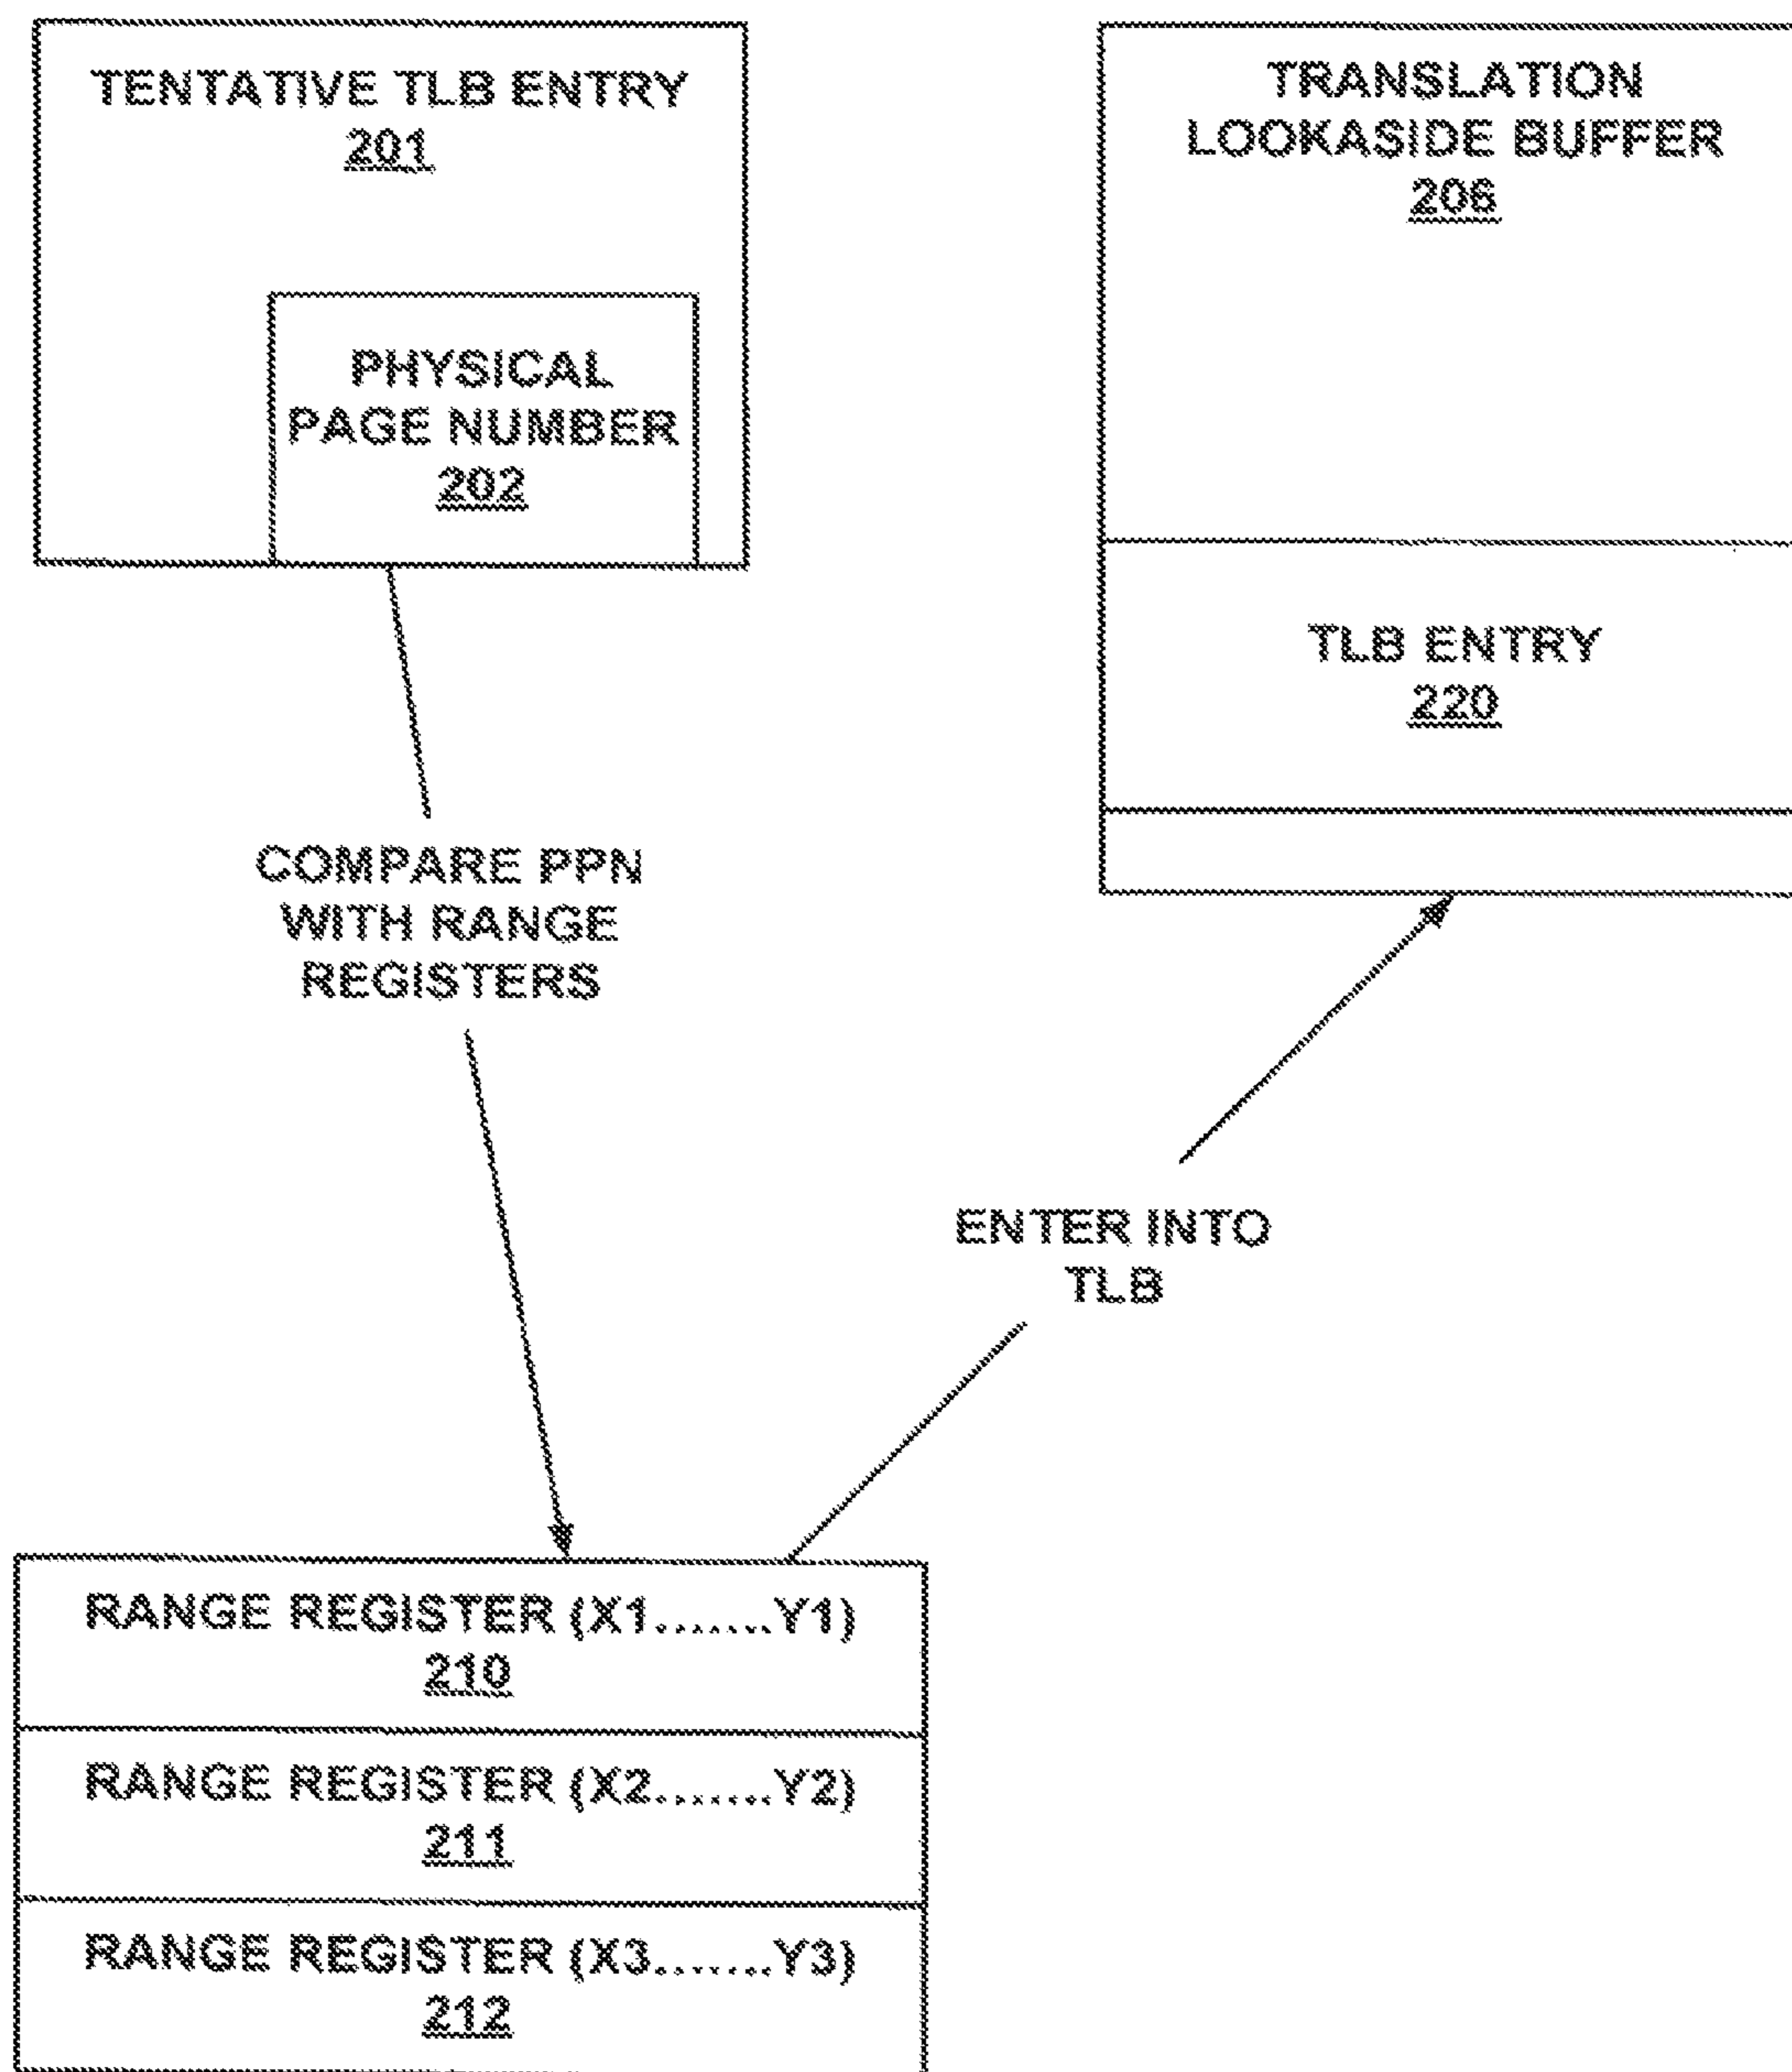 TENTATIVE TLB ENTRY
201
PHYSICAL
PAGE NUMBER
202
TRANSLATION
LOOKASIDE BUFFER
206
TLB ENTRY
220
COMPARE PPN
WITH RANGE
REGISTERS
ENTER INTO
TLB
RANGE REGISTER (X1.......Y1)
210
RANGE REGISTER (X2.......Y2)
211
RANGE REGISTER (X3.......Y3)
212